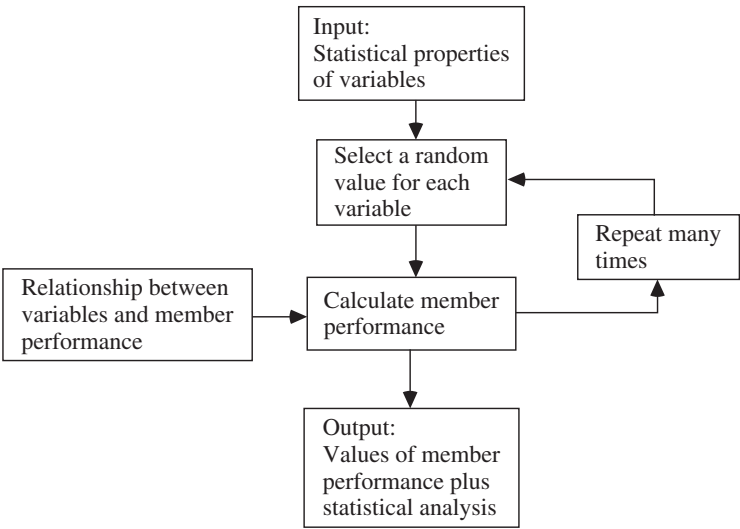 Input:
Statistical properties
of variables
Select a random
value for each
variable
Repeat many
times
Relationship between
variables and member
performance
Calculate member
performance
Output:
Values of member
performance plus
statistical analysis